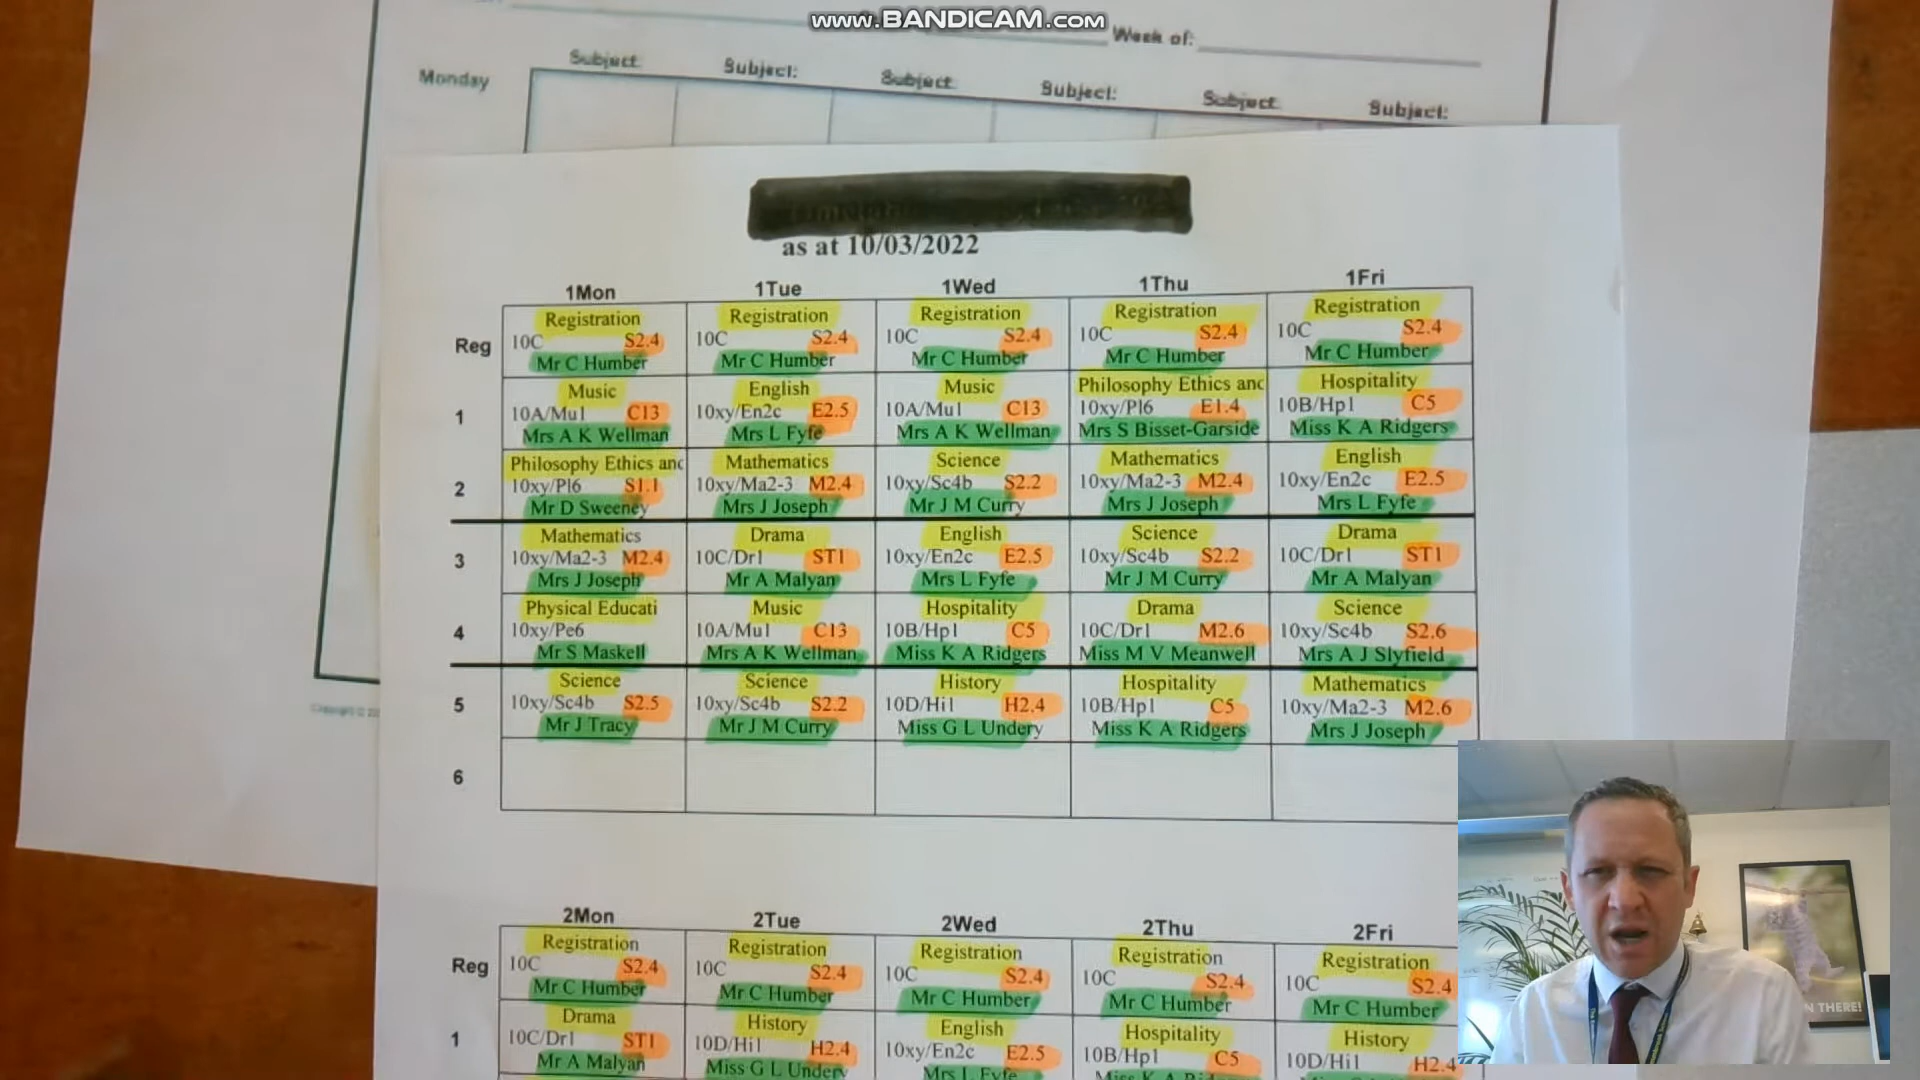 www.BANDICAM.com
Week of:
Monday Subject: Subject: Subject: Subject: Subject: Subject:
as at 10/03/2022
1Mon 1Tue 1Wed 1Thu 1Fri
Registration Registration Registration Registration Registration
Reg 10C S2.4 10C S2.4 10C S2.4 10C S2.4 10C S2.4
Mr C Humber Mr C Humber Mr C Humber Mr C Humber Mr C Humber
Music English Music Philosophy Ethics and Hospitality
1 10A/Mu1 C13 10xy/En2c E2.5 10A/Mu1 C13 10xy/Pl6 E1.4 10B/Hp1 C5
Mrs A K Wellman Mrs L Fyfe Mrs A K Wellman Mrs S Bisset-Garside Miss K A Ridgers
Philosophy Ethics and Mathematics Science Mathematics English
2 10xy/Pl6 S1.1 10xy/Ma2-3 M2.4 10xy/Sc4b S2.2 10xy/Ma2-3 M2.4 10xy/En2c E2.5
Mr D Sweeney Mrs J Joseph Mr J M Curry Mrs J Joseph Mrs L Fyfe
Mathematics Drama English Science Drama
3 10xy/Ma2-3 M2.4 10C/Dr1 ST1 10xy/En2c E2.5 10xy/Sc4b S2.2 10C/Dr1 ST1
Mrs J Joseph Mr A Malyan Mrs L Fyfe Mr J M Curry Mr A Malyan
Physical Educati Music Hospitality Drama Science
4 10xy/Pe6 10A/Mu1 C13 10B/Hp1 C5 10C/Dr1 M2.6 10xy/Sc4b S2.6
Mr S Maskell Mrs A K Wellman Miss K A Ridgers Miss M V Meanwell Mrs A J Slyfield
Science Science History Hospitality Mathematics
5 10xy/Sc4b S2.5 10xy/Sc4b S2.2 10D/Hi1 H2.4 10B/Hp1 C5 10xy/Ma2-3 M2.6
Mr J Tracy Mr J M Curry Miss G L Undery Miss K A Ridgers Mrs J Joseph
6
2Mon 2Tue 2Wed 2Thu 2Fri
Registration Registration Registration Registration Registration
Reg 10C S2.4 10C S2.4 10C S2.4 10C S2.4 10C S2.4
Mr C Humber Mr C Humber Mr C Humber Mr C Humber Mr C Humber
Drama History English Hospitality History
1 10C/Dr1 ST1 10D/Hi1 H2.4 10xy/En2c E2.5 10B/Hp1 C5 10D/Hi1 H2.4
Mr A Malyan Miss G L Undery Mrs L Fyfe
N THERE!